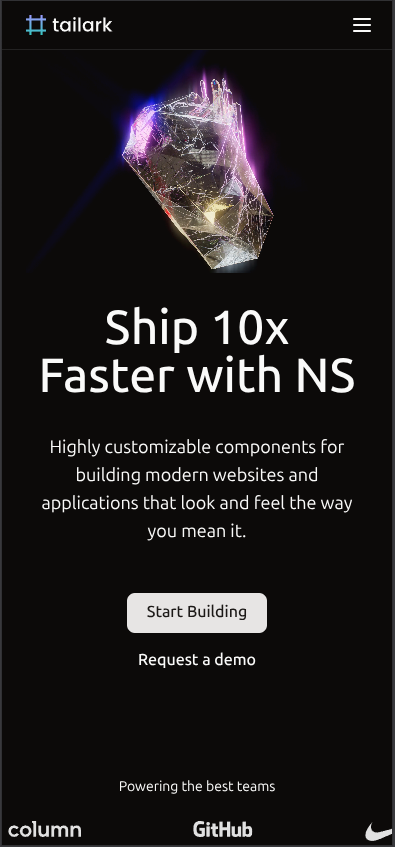 tailark
Ship 10x
Faster with NS
Highly customizable components for
building modern websites and
applications that look and feel the way
you mean it.
Start Building
Request a demo
Powering the best teams
column GitHub